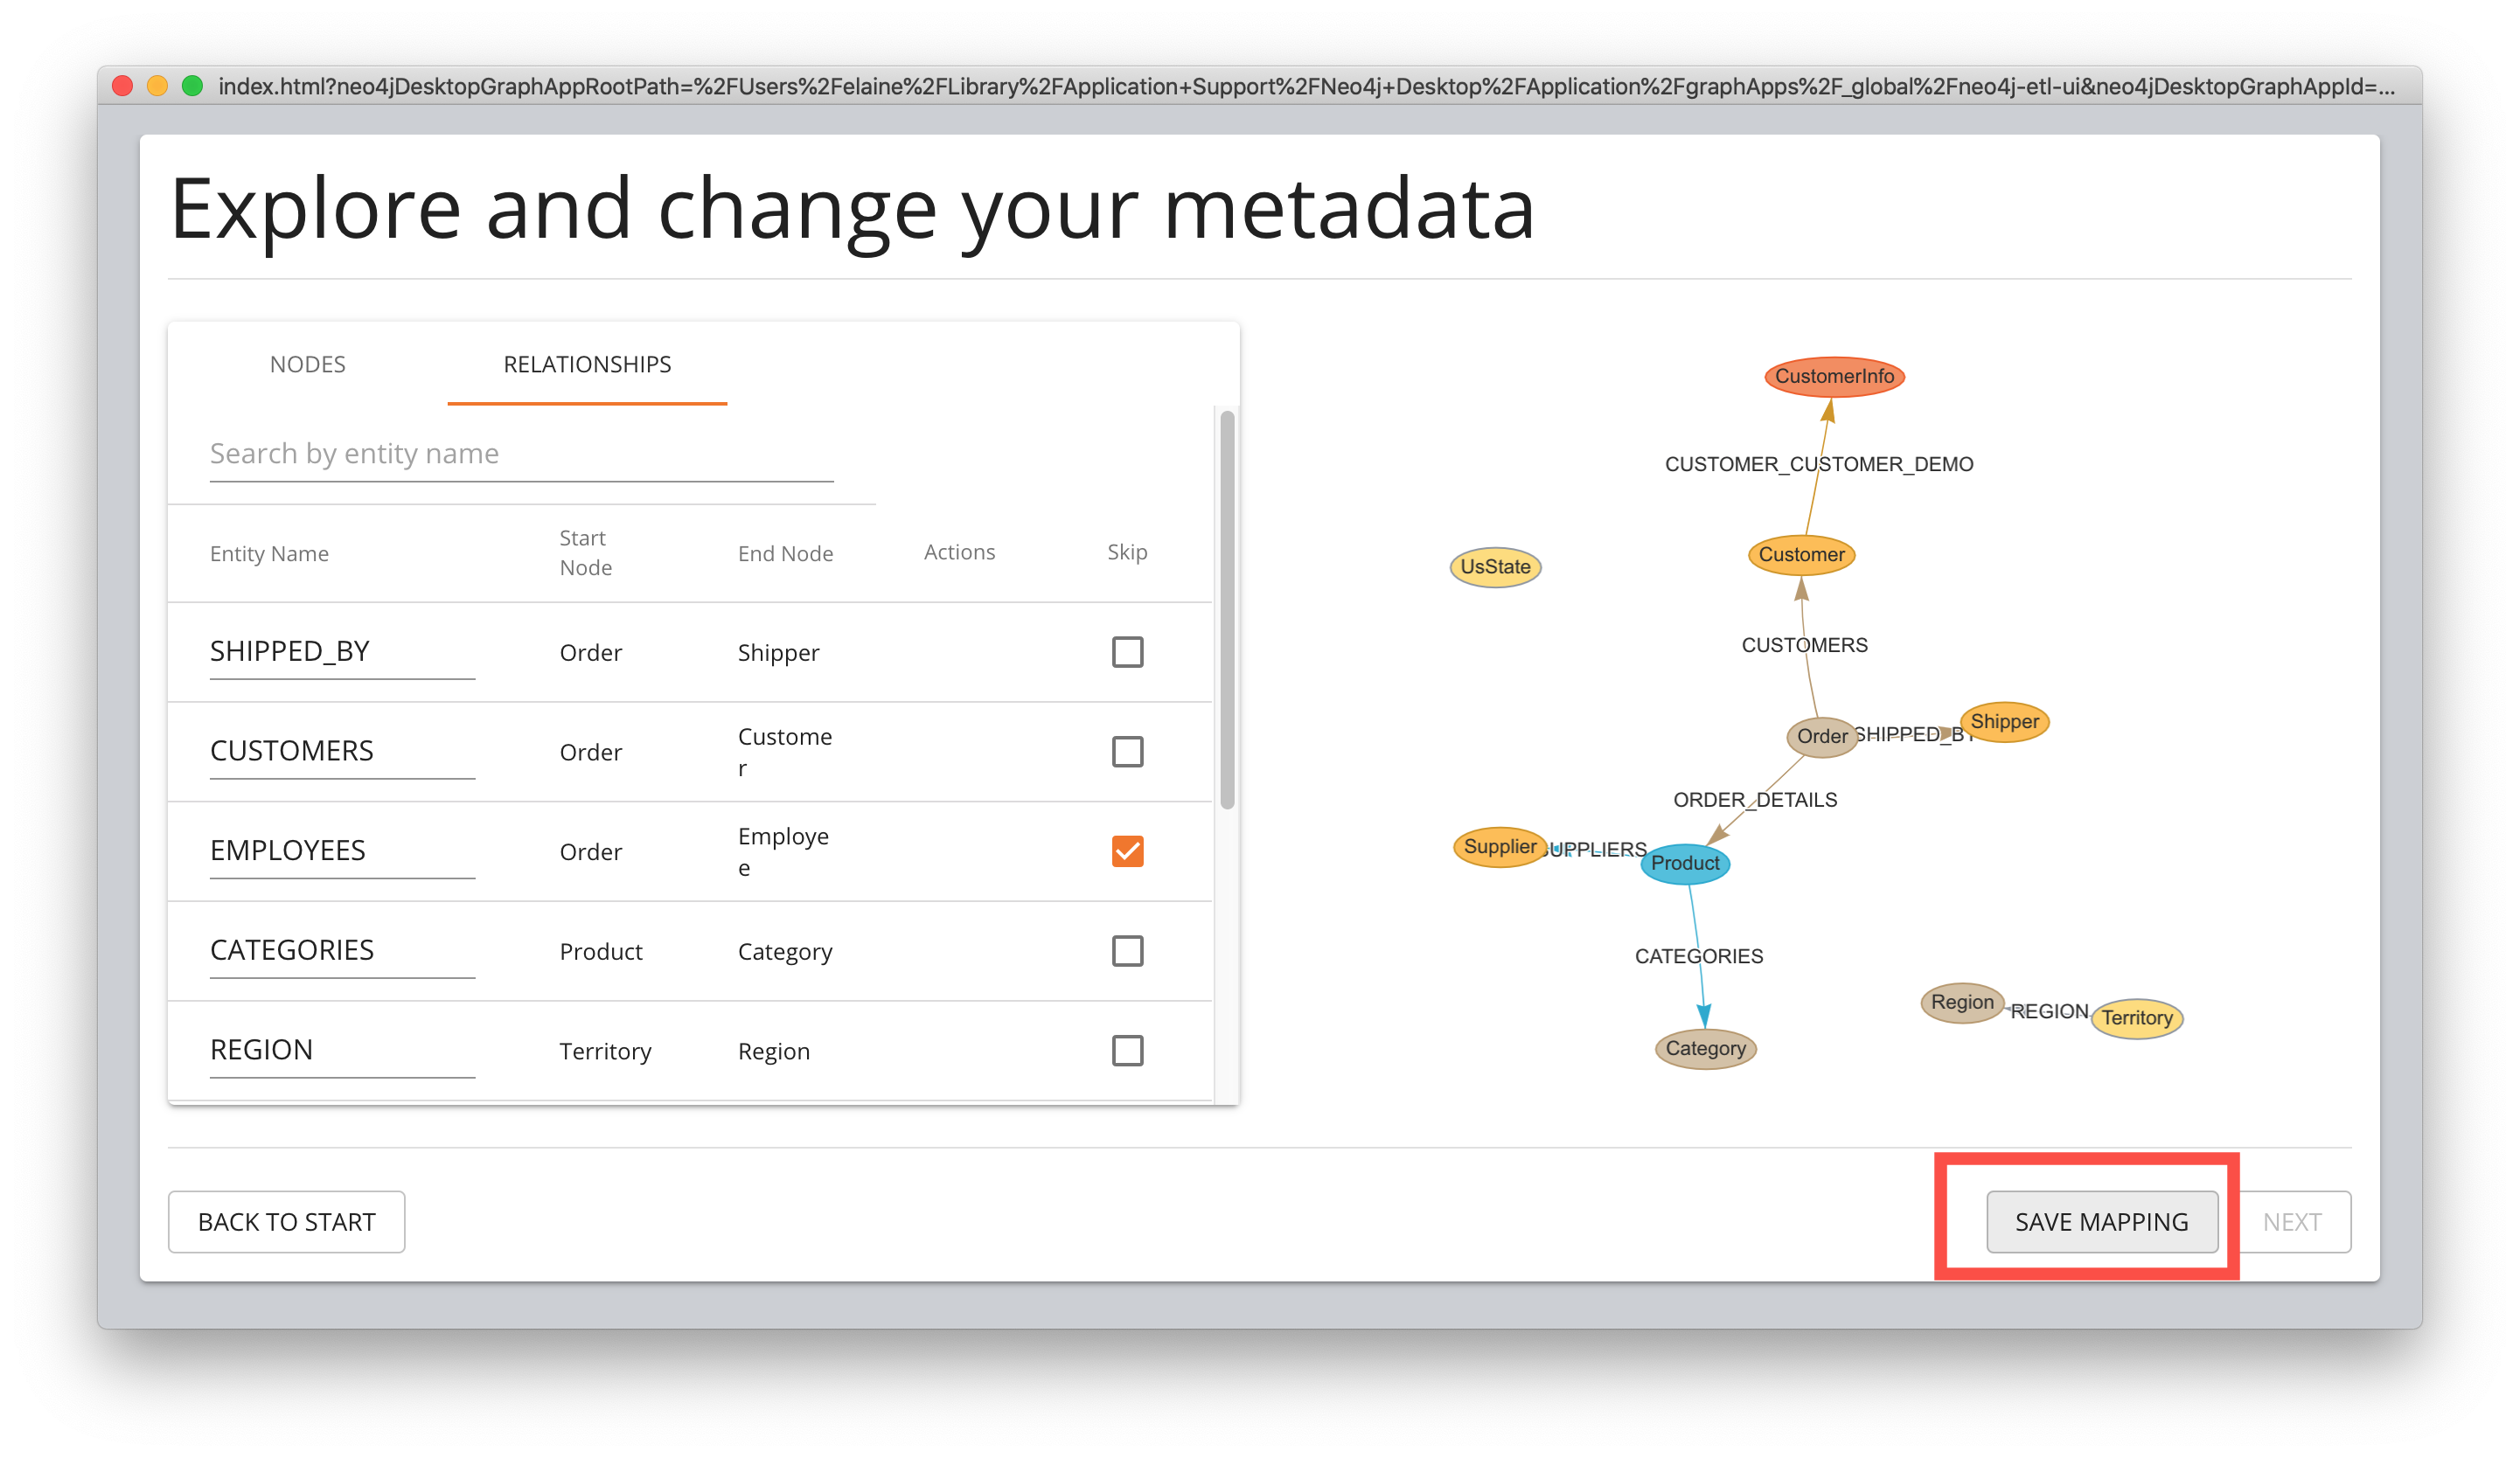 index.html?neo4jDesktopGraphAppRootPath=%2FUsers%2Felaine%2FLibrary%2FApplication+Support%2FNeo4j+Desktop%2FApplication%2FgraphApps%2F_global%2Fneo4j-etl-ui&neo4jDesktopGraphAppId=...
Explore and change your metadata
NODES
RELATIONSHIPS
Search by entity name
Entity Name
Start
Node
End Node
Actions
Skip
SHIPPED_BY
Order
Shipper
CUSTOMERS
Order
Custome
r
EMPLOYEES
Order
Employe
e
CATEGORIES
Product
Category
REGION
Territory
Region
CustomerInfo
CUSTOMER_CUSTOMER_DEMO
UsState
Customer
CUSTOMERS
Order
SHIPPED_BY
Shipper
ORDER_DETAILS
Supplier
SUPPLIERS
Product
CATEGORIES
Region
REGION
Territory
Category
BACK TO START
SAVE MAPPING
NEXT